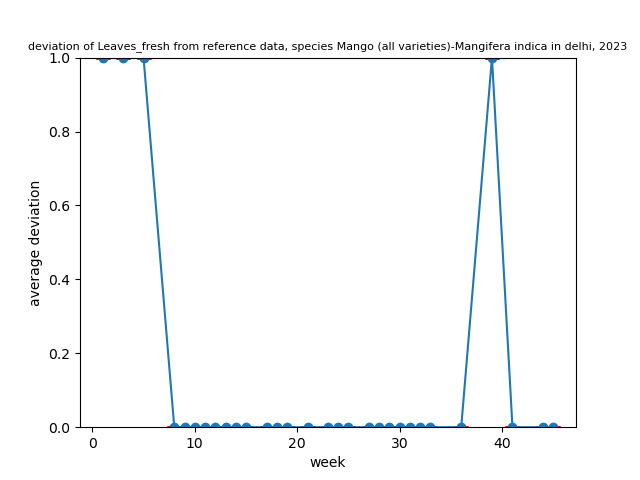 deviation of Leaves_fresh from reference data, species Mango (all varieties)-Mangifera indica in delhi, 2023
1.0
0.8
0.6
0.4
0.2
0.0
average deviation
0 10 20 30 40
week